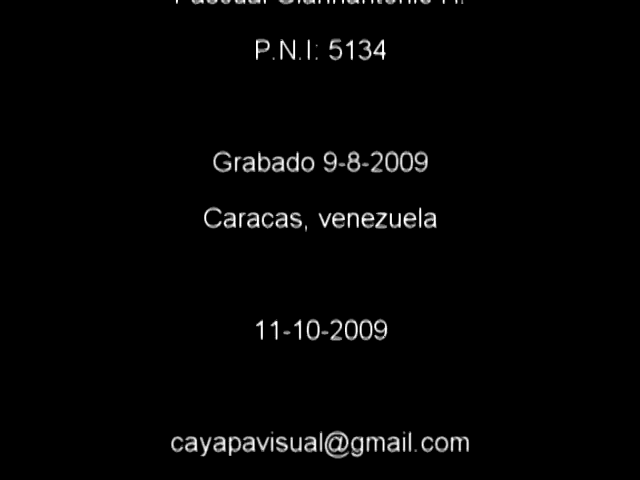 P.N.I: 5134
Grabado 9-8-2009
Caracas, venezuela
11-10-2009
cayapavisual@gmail.com